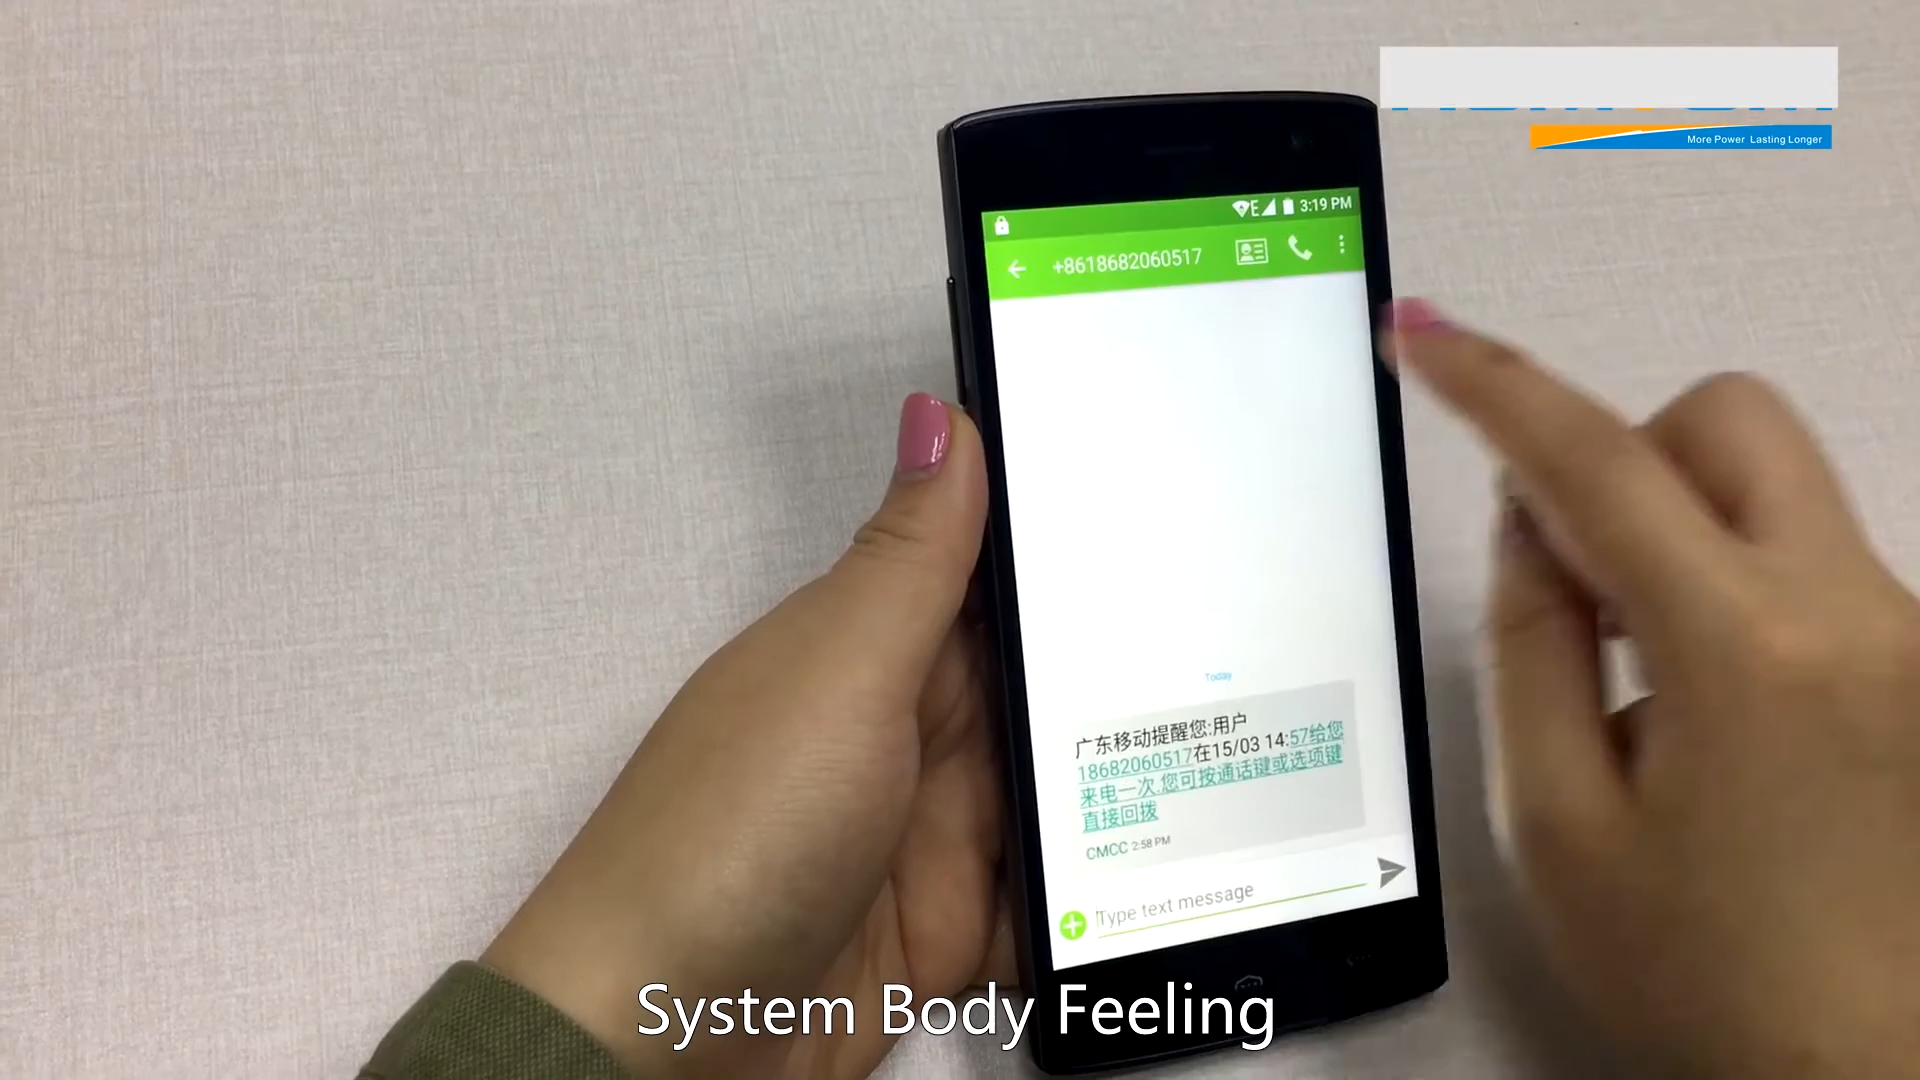 More Power Lasting Longer
E 3:19 PM
+8618682060517
Today
广东移动提醒您:用户
18682060517在15/03 14:57给您
来电一次.您可按通话键或选项键
直接回拨
CMCC 2:58 PM
Type text message
System Body Feeling